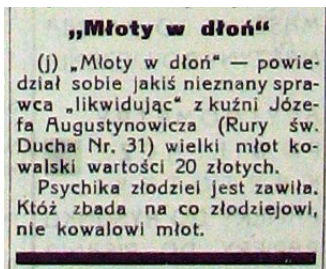 „Młoty w dłoń“
(j) „Młoty w dłoń“ — powie-
dział sobie jakiś nieznany spra-
wca „likwidując“ z kuźni Józe-
fa Augustynowicza (Rury św.
Ducha Nr. 31) wielki młot ko-
walski wartości 20 złotych.
Psychika złodziei jest zawiła.
Któż zbada na co złodziejowi,
nie kowalowi młot.